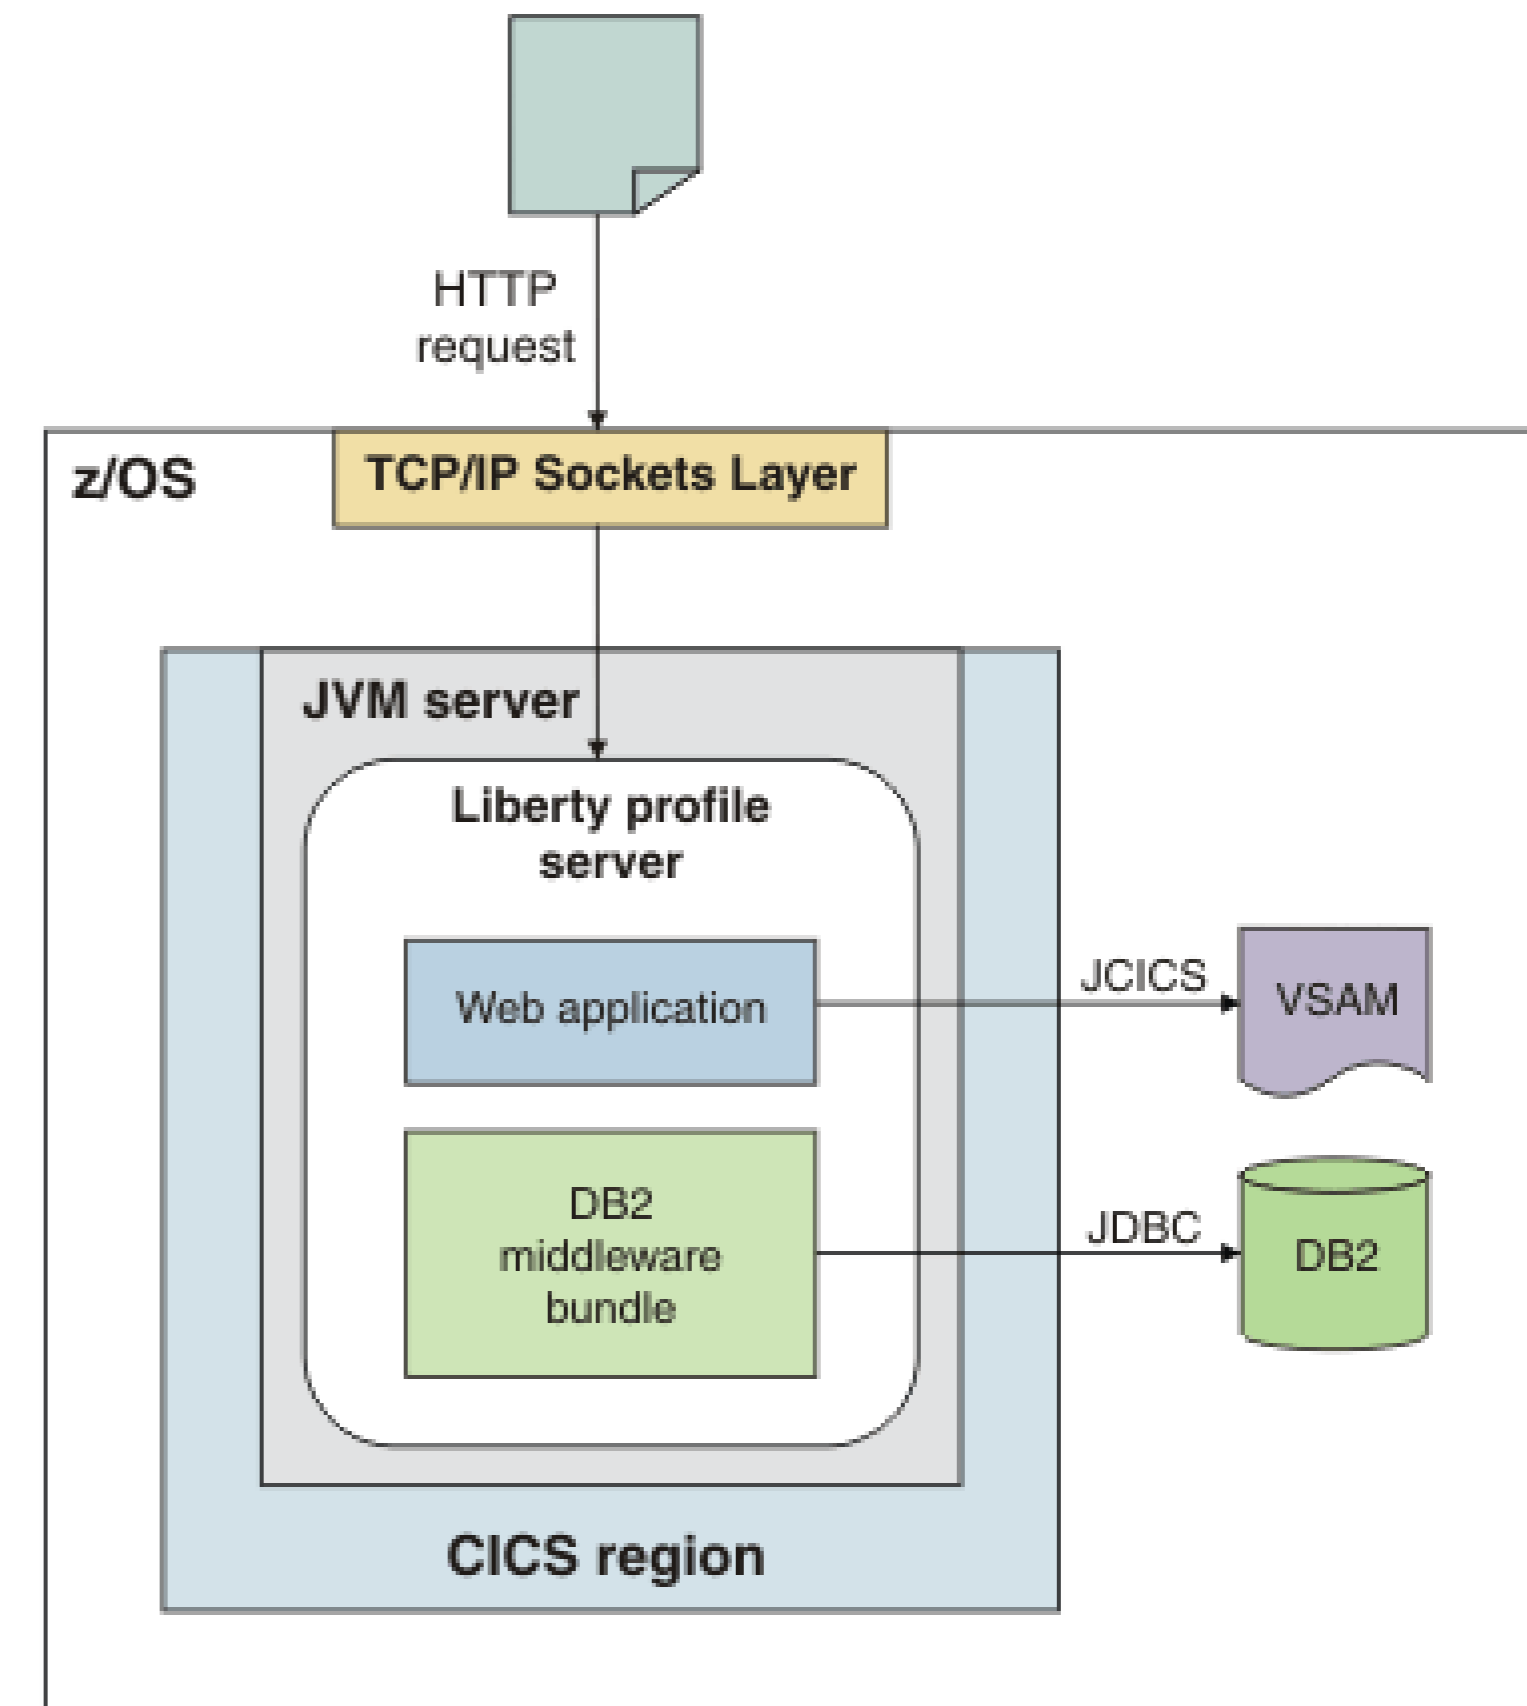 HTTP
request
z/OS
TCP/IP Sockets Layer
JVM server
Liberty profile
server
Web application
JCICS
VSAM
DB2
middleware
bundle
JDBC
DB2
CICS region